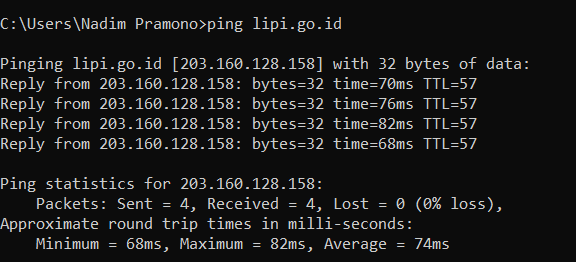 C:\Users\Nadim Pramono>ping lipi.go.id
Pinging lipi.go.id [203.160.128.158] with 32 bytes of data:
Reply from 203.160.128.158: bytes=32 time=70ms TTL=57
Reply from 203.160.128.158: bytes=32 time=76ms TTL=57
Reply from 203.160.128.158: bytes=32 time=82ms TTL=57
Reply from 203.160.128.158: bytes=32 time=68ms TTL=57
Ping statistics for 203.160.128.158:
    Packets: Sent = 4, Received = 4, Lost = 0 (0% loss),
Approximate round trip times in milli-seconds:
    Minimum = 68ms, Maximum = 82ms, Average = 74ms